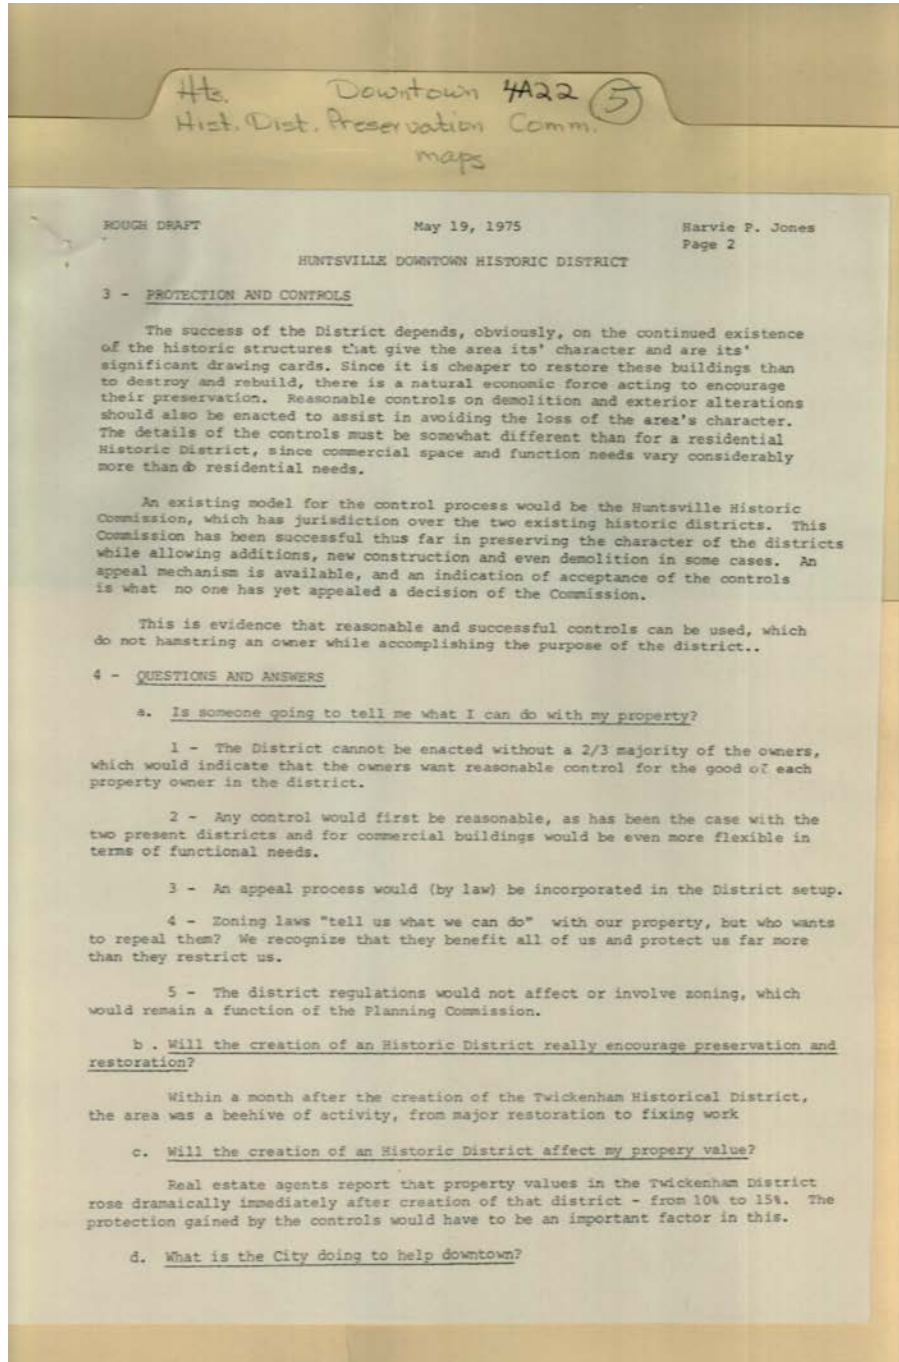 Hts. Downtown 4A22 5
Hist. Dist. Preservation Comm.
maps
ROUGH DRAFT May 19, 1975 Harvie P. Jones
Page 2
HUNTSVILLE DOWNTOWN HISTORIC DISTRICT
3 - PROTECTION AND CONTROLS
The success of the District depends, obviously, on the continued existence
of the historic structures that give the area its' character and are its'
significant drawing cards. Since it is cheaper to restore these buildings than
to destroy and rebuild, there is a natural economic force acting to encourage
their preservation. Reasonable controls on demolition and exterior alterations
should also be enacted to assist in avoiding the loss of the area's character.
The details of the controls must be somewhat different than for a residential
Historic District, since commercial space and function needs vary considerably
more than do residential needs.
An existing model for the control process would be the Huntsville Historic
Commission, which has jurisdiction over the two existing historic districts. This
Commission has been successful thus far in preserving the character of the districts
while allowing additions, new construction and even demolition in some cases. An
appeal mechanism is available, and an indication of acceptance of the controls
is what no one has yet appealed a decision of the Commission.
This is evidence that reasonable and successful controls can be used, which
do not hamstring an owner while accomplishing the purpose of the district..
4 - QUESTIONS AND ANSWERS
a. Is someone going to tell me what I can do with my property?
1 - The District cannot be enacted without a 2/3 majority of the owners,
which would indicate that the owners want reasonable control for the good of each
property owner in the district.
2 - Any control would first be reasonable, as has been the case with the
two present districts and for commercial buildings would be even more flexible in
terms of functional needs.
3 - An appeal process would (by law) be incorporated in the District setup.
4 - Zoning laws "tell us what we can do" with our property, but who wants
to repeal them? We recognize that they benefit all of us and protect us far more
than they restrict us.
5 - The district regulations would not affect or involve zoning, which
would remain a function of the Planning Commission.
b . Will the creation of an Historic District really encourage preservation and
restoration?
Within a month after the creation of the Twickenham Historical District,
the area was a beehive of activity, from major restoration to fixing work
c. Will the creation of an Historic District affect my propery value?
Real estate agents report that property values in the Twickenham District
rose dramaically immediately after creation of that district - from 10% to 15%. The
protection gained by the controls would have to be an important factor in this.
d. What is the City doing to help downtown?